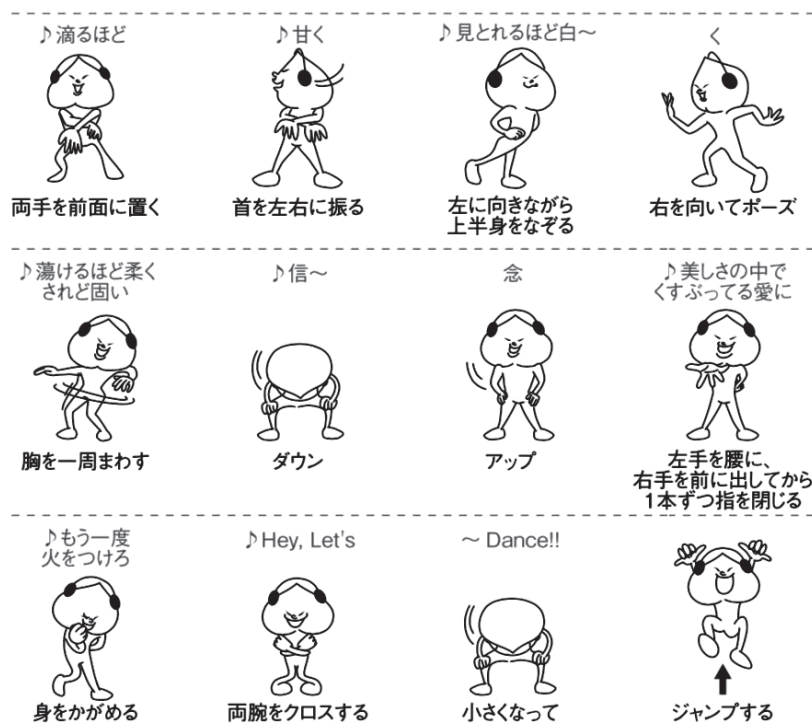 ♪滴るほど
両手を前面に置く
♪甘く
首を左右に振る
♪見とれるほど白〜
左に向きながら
上半身をなぞる
く
右を向いてポーズ
♪蕩けるほど柔く
されど固い
胸を一周まわす
♪信〜
ダウン
念
アップ
♪美しさの中で
くすぶってる愛に
左手を腰に、
右手を前に出してから
1本ずつ指を閉じる
♪もう一度
火をつけろ
身をかがめる
♪Hey, Let's
両腕をクロスする
〜 Dance!!
小さくなって
ジャンプする